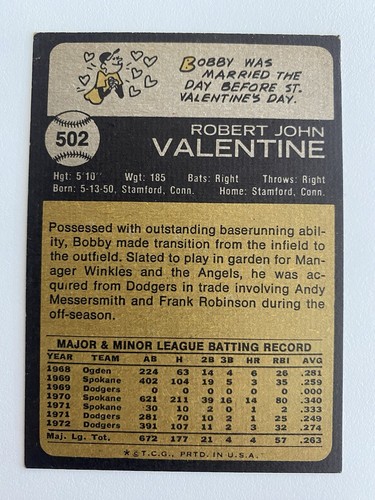 BOBBY WAS
MARRIED THE
DAY BEFORE ST.
VALENTINE'S DAY.
502
ROBERT JOHN
VALENTINE
Hgt: 5'10" Wgt: 185 Bats: Right Throws: Right
Born: 5-13-50, Stamford, Conn. Home: Stamford, Conn.
Possessed with outstanding baserunning abil-
ity, Bobby made transition from the infield to
the outfield. Slated to play in garden for Man-
ager Winkles and the Angels, he was ac-
quired from Dodgers in trade involving Andy
Messersmith and Frank Robinson during the
off-season.
MAJOR & MINOR LEAGUE BATTING RECORD
YEAR TEAM AB H 2B 3B HR RBI AVG
1968 Ogden 224 63 14 4 6 26 .281
1969 Spokane 402 104 19 5 3 35 .259
1969 Dodgers 0 0 0 0 0 0 .000
1970 Spokane 621 211 39 16 14 80 .340
1971 Spokane 30 10 2 0 1 2 .333
1971 Dodgers 281 70 10 2 1 25 .249
1972 Dodgers 391 107 11 2 3 32 .274
Maj. Lg. Tot. 672 177 21 4 4 57 .263
*©T.C.G., PRTD. IN U.S.A.